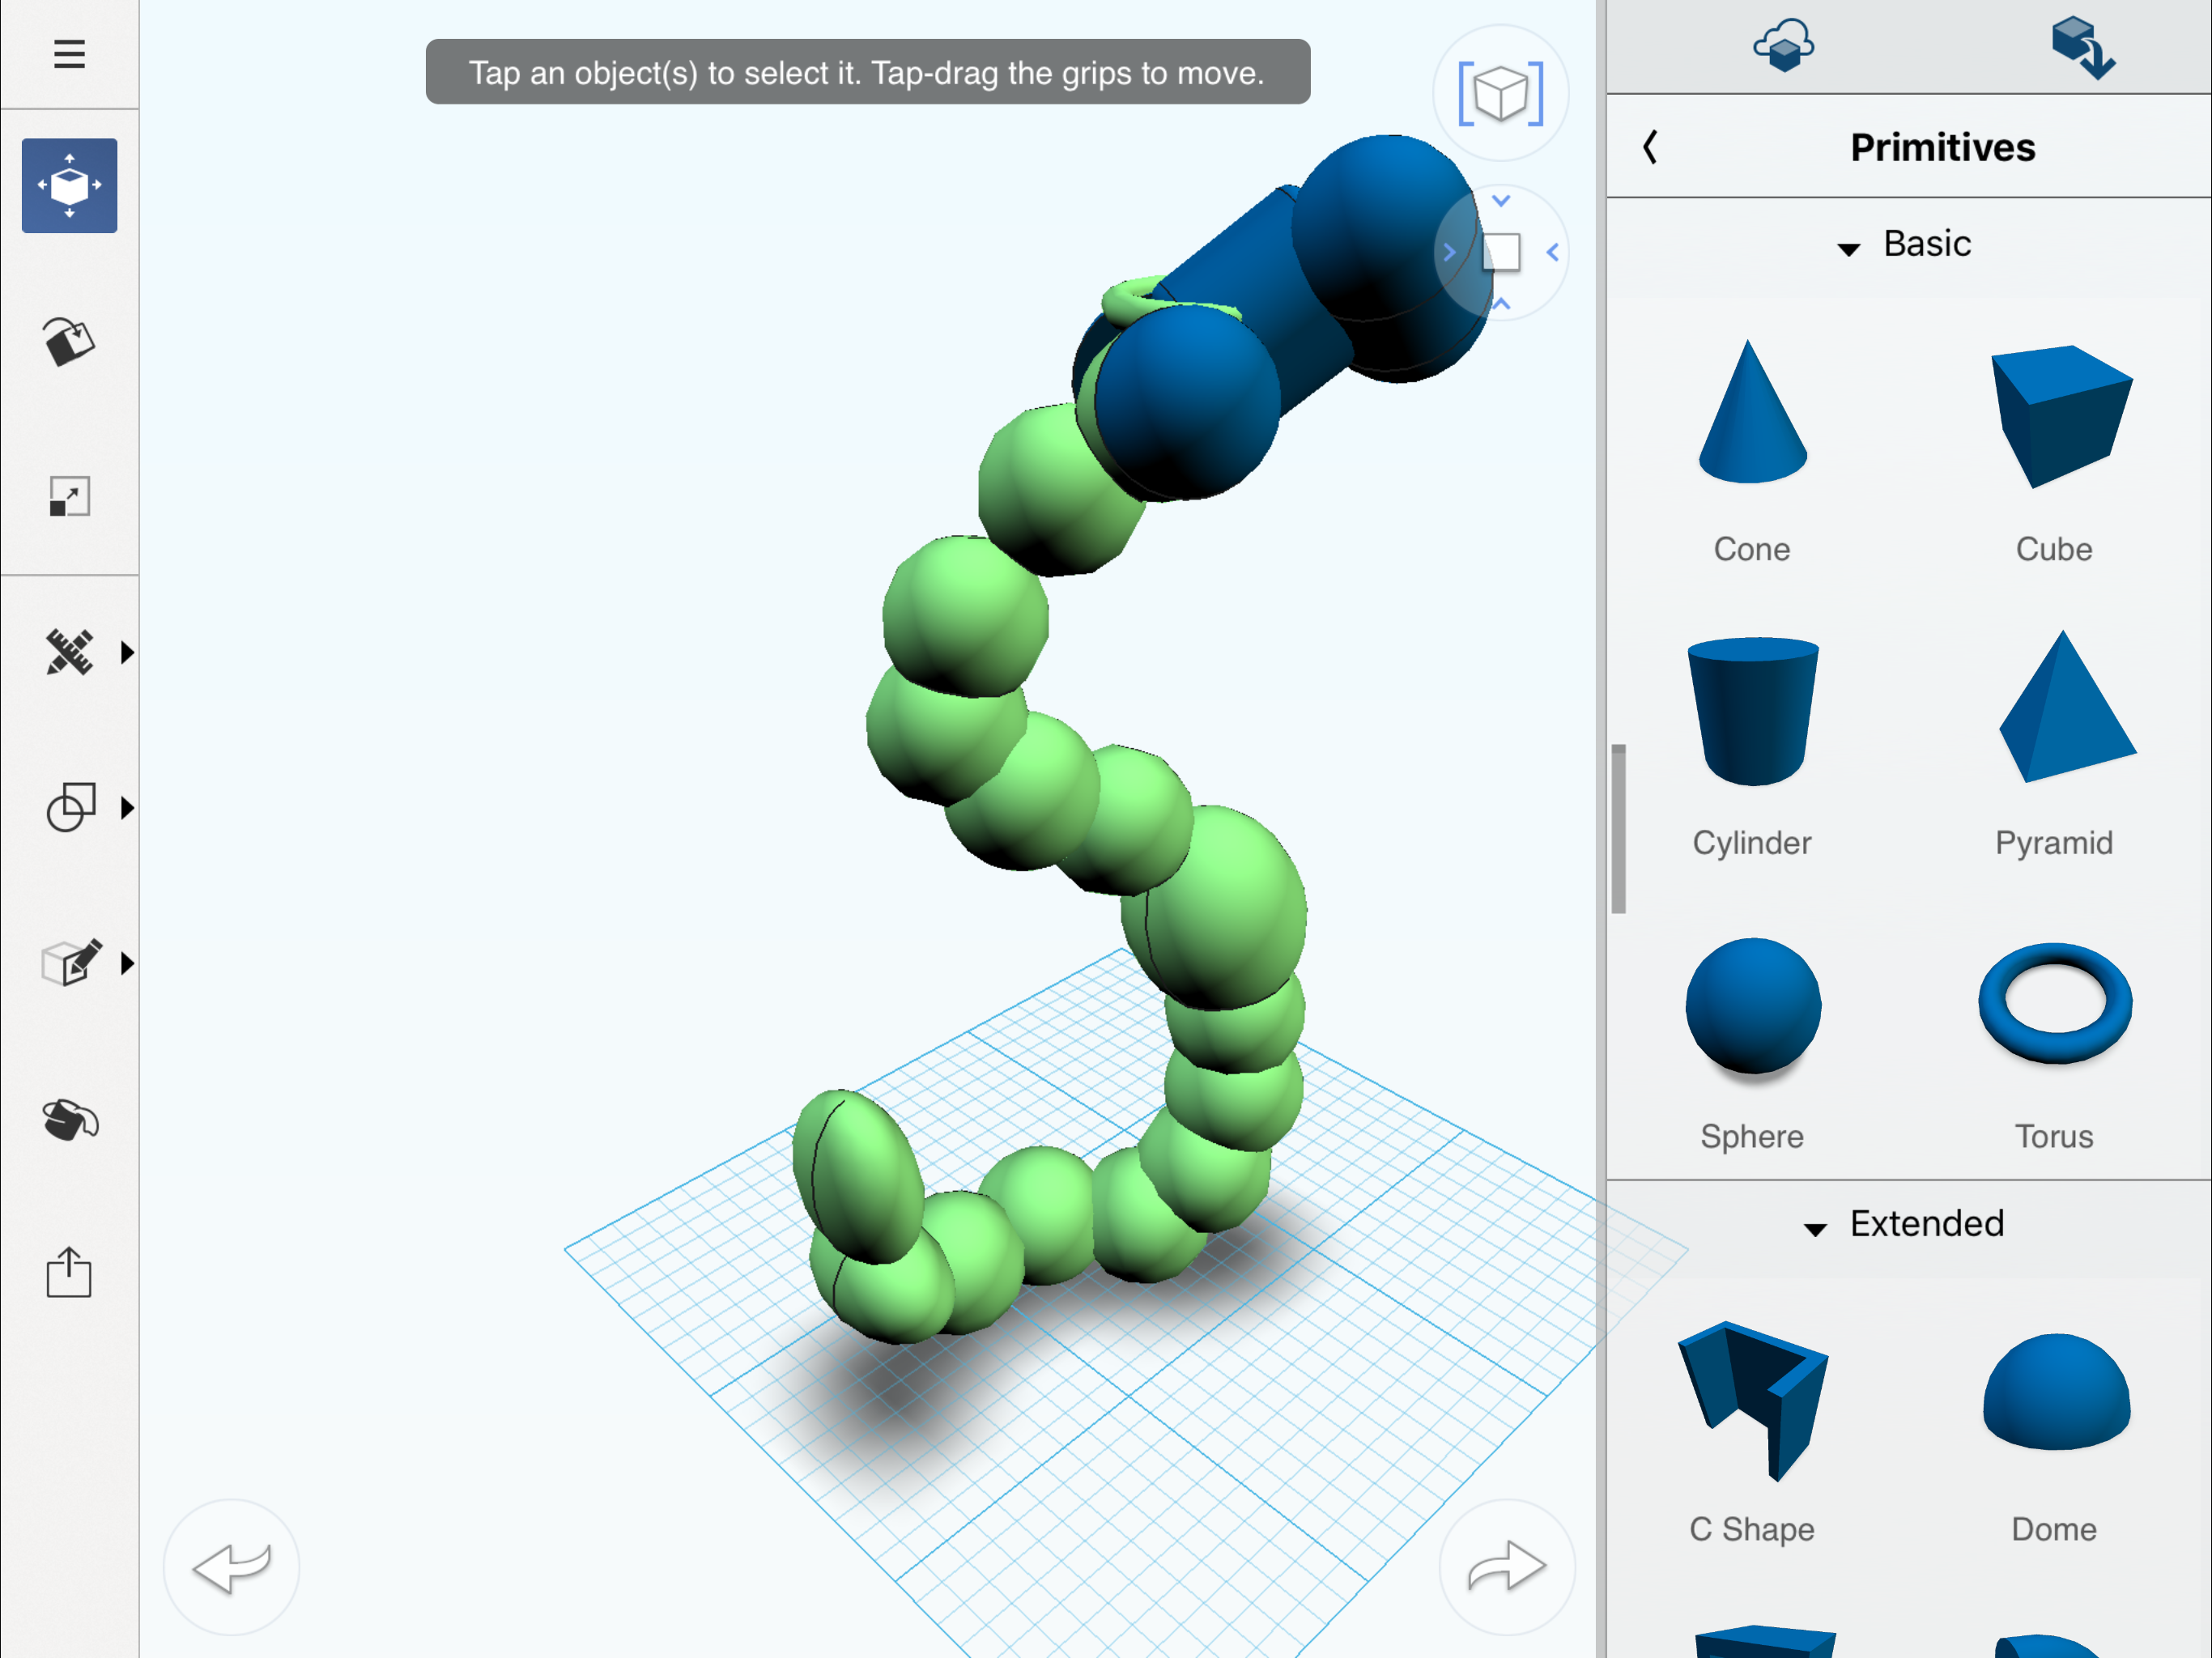 Tap an object(s) to select it. Tap-drag the grips to move.
Primitives
Basic
Cone
Cube
Cylinder
Pyramid
Sphere
Torus
Extended
C Shape
Dome